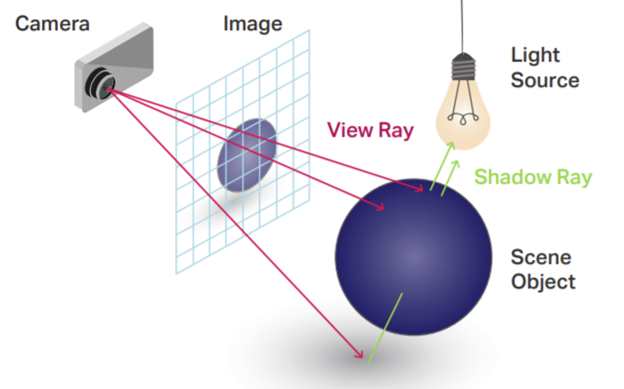 Camera
Image
Light
Source
View Ray
Shadow Ray
Scene
Object